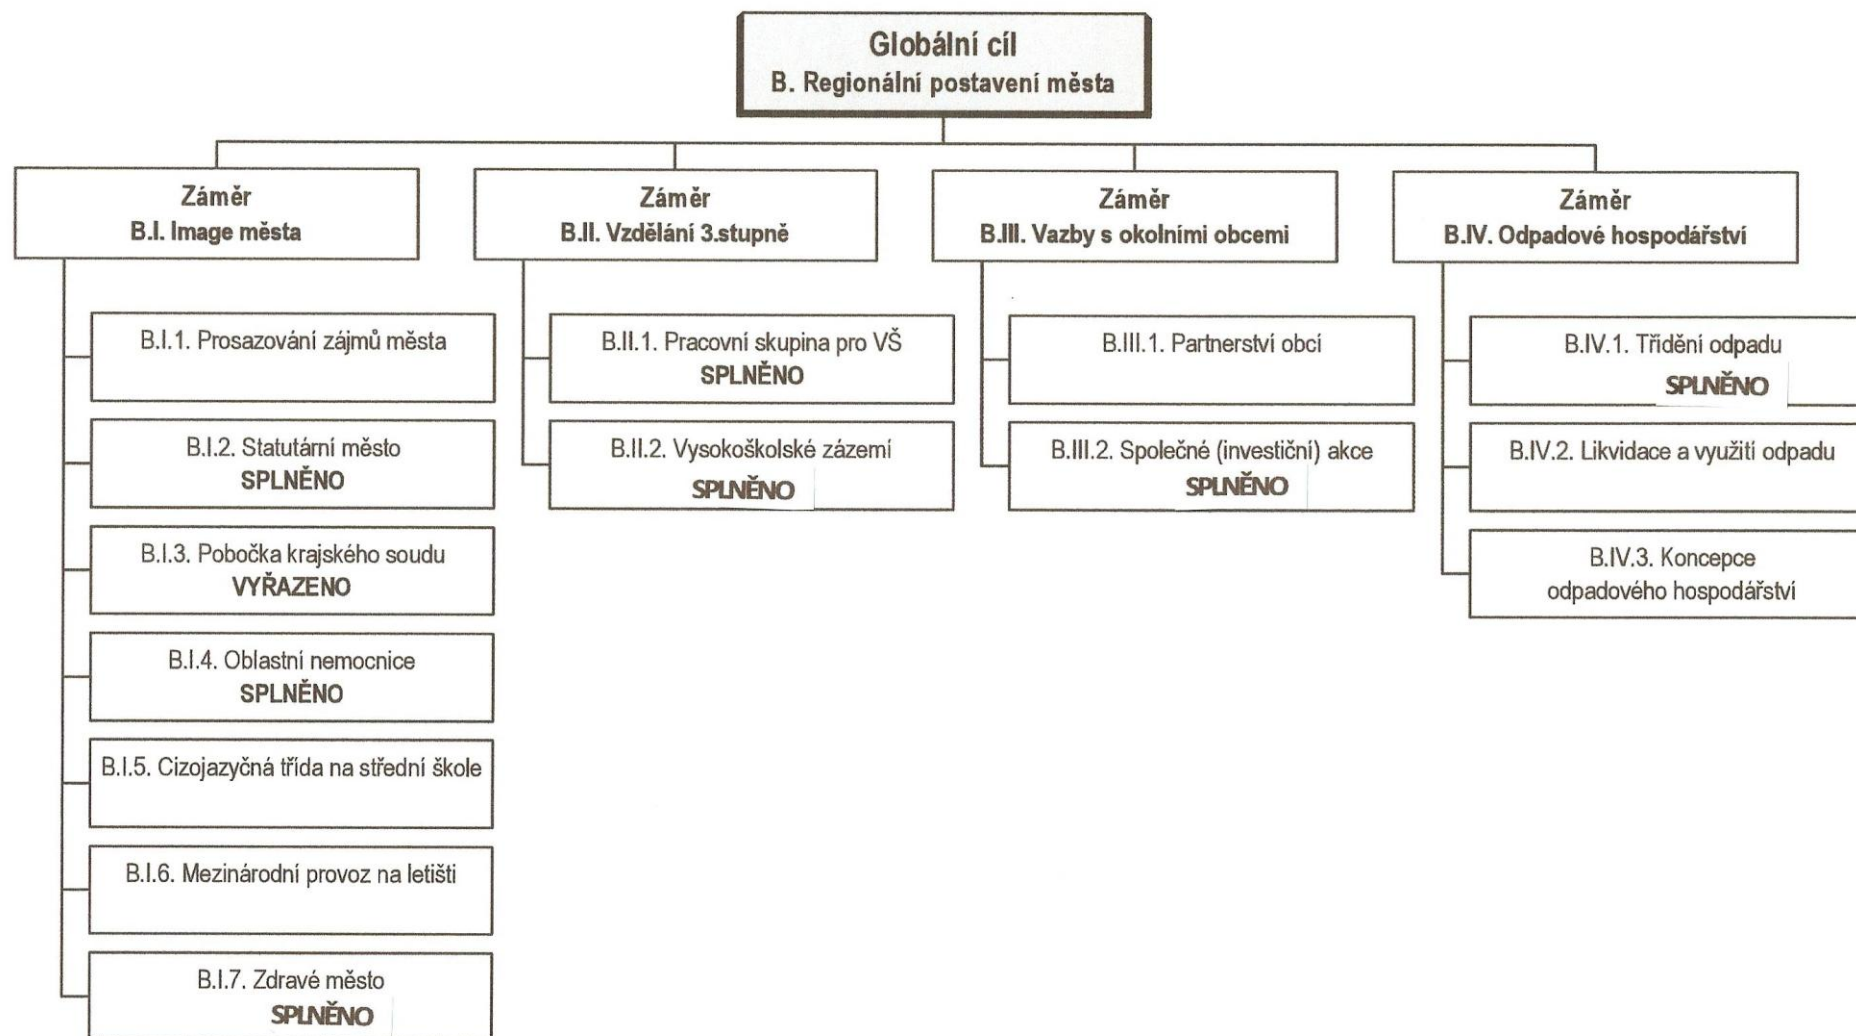 Globální cíl
B. Regionální postavení města
Záměr
B.I. Image města
B.I.1. Prosazování zájmů města
B.I.2. Statutární město
SPLNĚNO
B.I.3. Pobočka krajského soudu
VYŘAZENO
B.I.4. Oblastní nemocnice
SPLNĚNO
B.I.5. Cizojazyčná třída na střední škole
B.I.6. Mezinárodní provoz na letišti
B.I.7. Zdravé město
SPLNĚNO
Záměr
B.II. Vzdělání 3.stupně
B.II.1. Pracovní skupina pro VŠ
SPLNĚNO
B.II.2. Vysokoškolské zázemí
SPLNĚNO
Záměr
B.III. Vazby s okolními obcemi
B.III.1. Partnerství obcí
B.III.2. Společné (investiční) akce
SPLNĚNO
Záměr
B.IV. Odpadové hospodářství
B.IV.1. Třídění odpadu
SPLNĚNO
B.IV.2. Likvidace a využití odpadu
B.IV.3. Koncepce
odpadového hospodářství